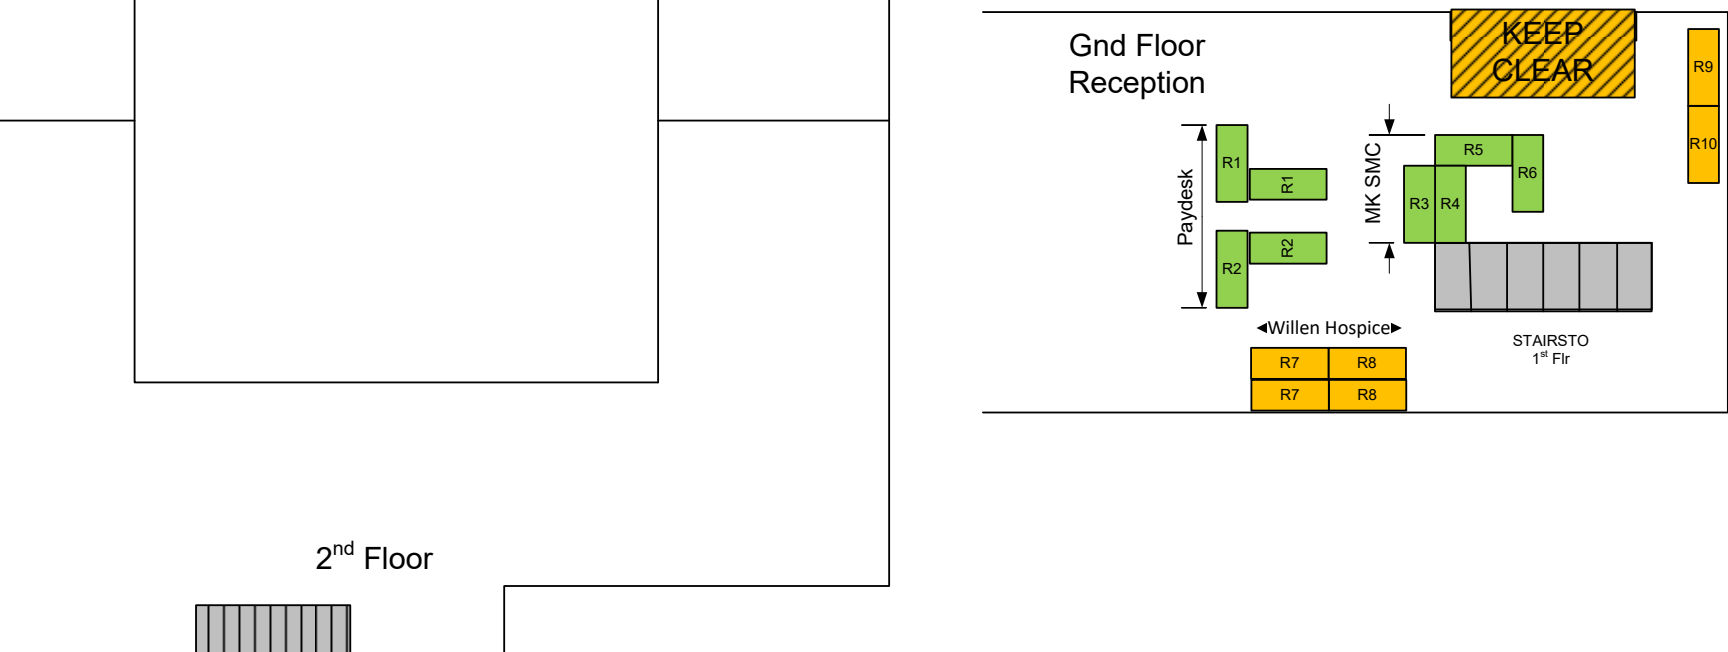 Gnd Floor
Reception
KEEP
CLEAR
R9
R10
Paydesk
R1
R1
R2
R2
MK SMC
R5
R6
R3
R4
Willen Hospice
R7
R8
R7
R8
STAIRSTO
1st Flr
2nd Floor